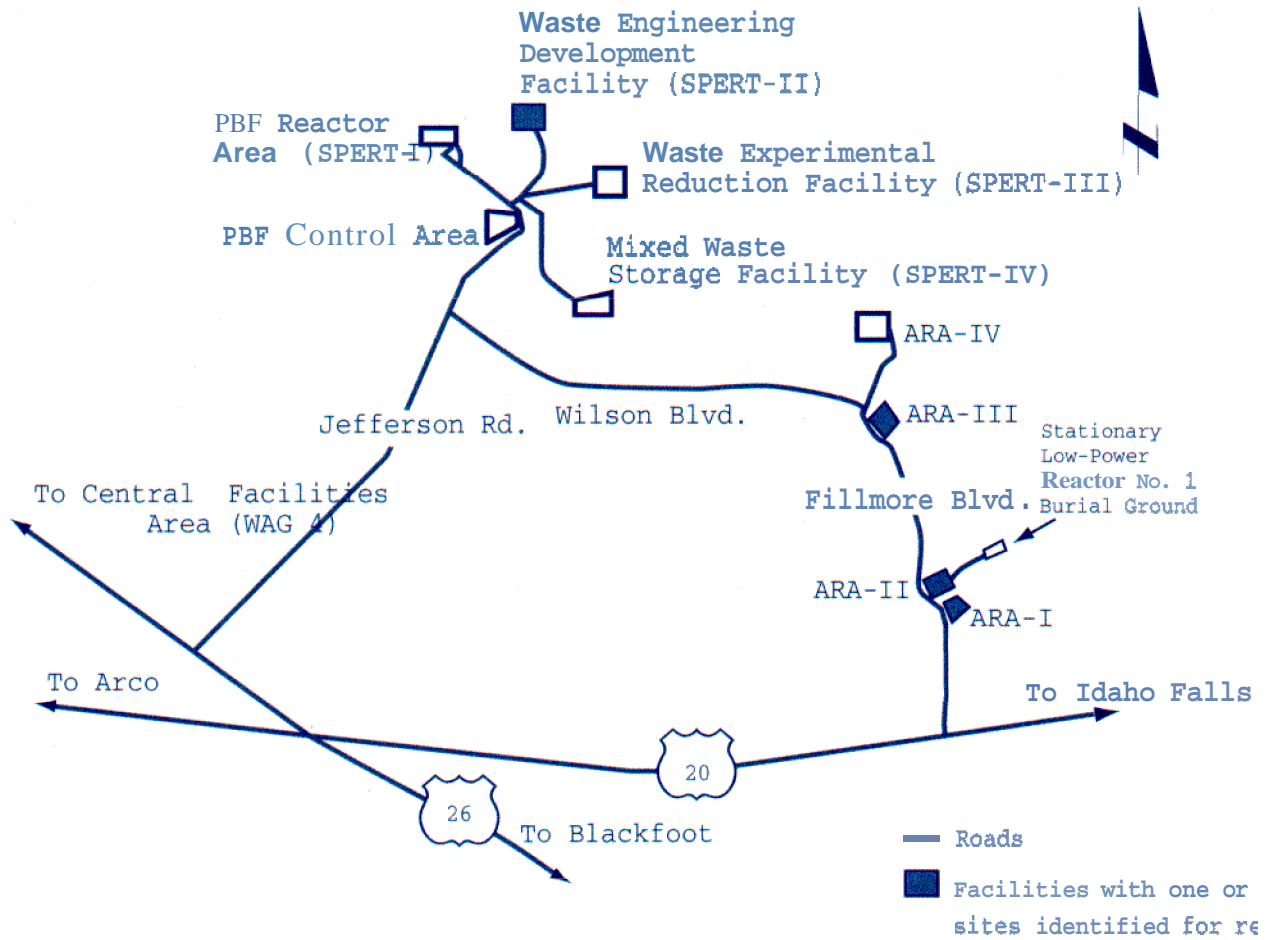 Waste Engineering
Development
Facility (SPERT-II)
PBF Reactor
Area (SPERT-I)
Waste Experimental
Reduction Facility (SPERT-III)
PBF Control Area
Mixed Waste
Storage Facility (SPERT-IV)
ARA-IV
Jefferson Rd.
Wilson Blvd.
ARA-III
Stationary
Low-Power
Reactor No. 1
Burial Ground
To Central Facilities
Area (WAG 4)
Fillmore Blvd.
ARA-II
ARA-I
To Arco
To Idaho Falls
20
26
To Blackfoot
Roads
Facilities with one or
sites identified for re